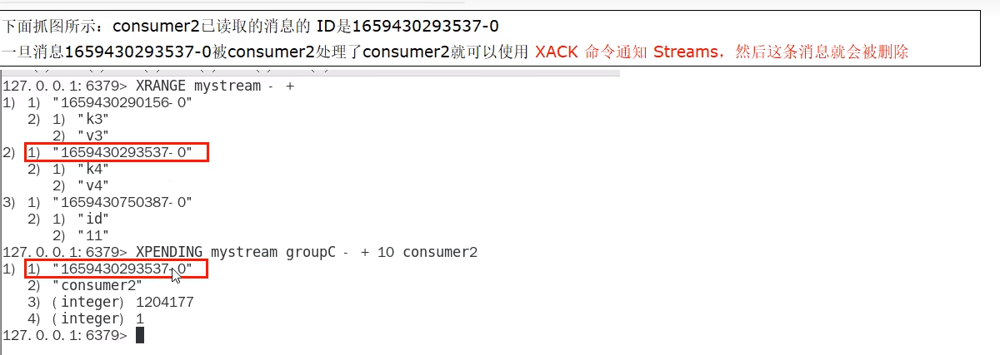 下面抓图所示：consumer2已读取的消息的 ID是1659430293537-0
一旦消息1659430293537-0被consumer2处理了consumer2就可以使用 XACK 命令通知 Streams，然后这条消息就会被删除
127.0.0.1:6379> XRANGE mystream - +
1) 1) "1659430290156-0"
2) 1) "k3"
2) "v3"
2) 1) "1659430293537-0"
2) 1) "k4"
2) "v4"
3) 1) "1659430750387-0"
2) 1) "id"
2) "11"
127.0.0.1:6379> XPENDING mystream groupC - + 10 consumer2
1) 1) "1659430293537-0"
2) "consumer2"
3) (integer) 1204177
4) (integer) 1
127.0.0.1:6379>